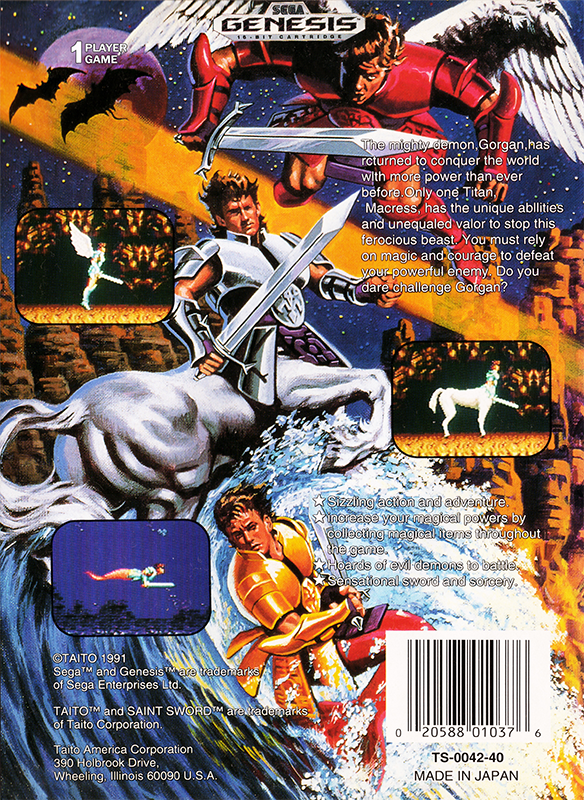 SEGA
GENESIS
16-BIT CARTRIDGE
1 PLAYER
GAME
The mighty demon,Gorgan,has
returned to conquer the world
with more power than ever
before.Only one Titan,
Macress, has the unique abilities
and unequaled valor to stop this
ferocious beast. You must rely
on magic and courage to defeat
your powerful enemy. Do you
dare challenge Gorgan?
☆Sizzling action and adventure.
☆Increase your magical powers by
collecting magical items throughout
the game.
☆Hoards of evil demons to battle.
☆Sensational sword and sorcery.
©TAITO 1991
Sega™ and Genesis™ are trademarks
of Sega Enterprises Ltd.
TAITO™ and SAINT SWORD™ are trademarks
of Taito Corporation.
Taito America Corporation
390 Holbrook Drive,
Wheeling, Illinois 60090 U.S.A.
0 20588 01037 6
TS-0042-40
MADE IN JAPAN